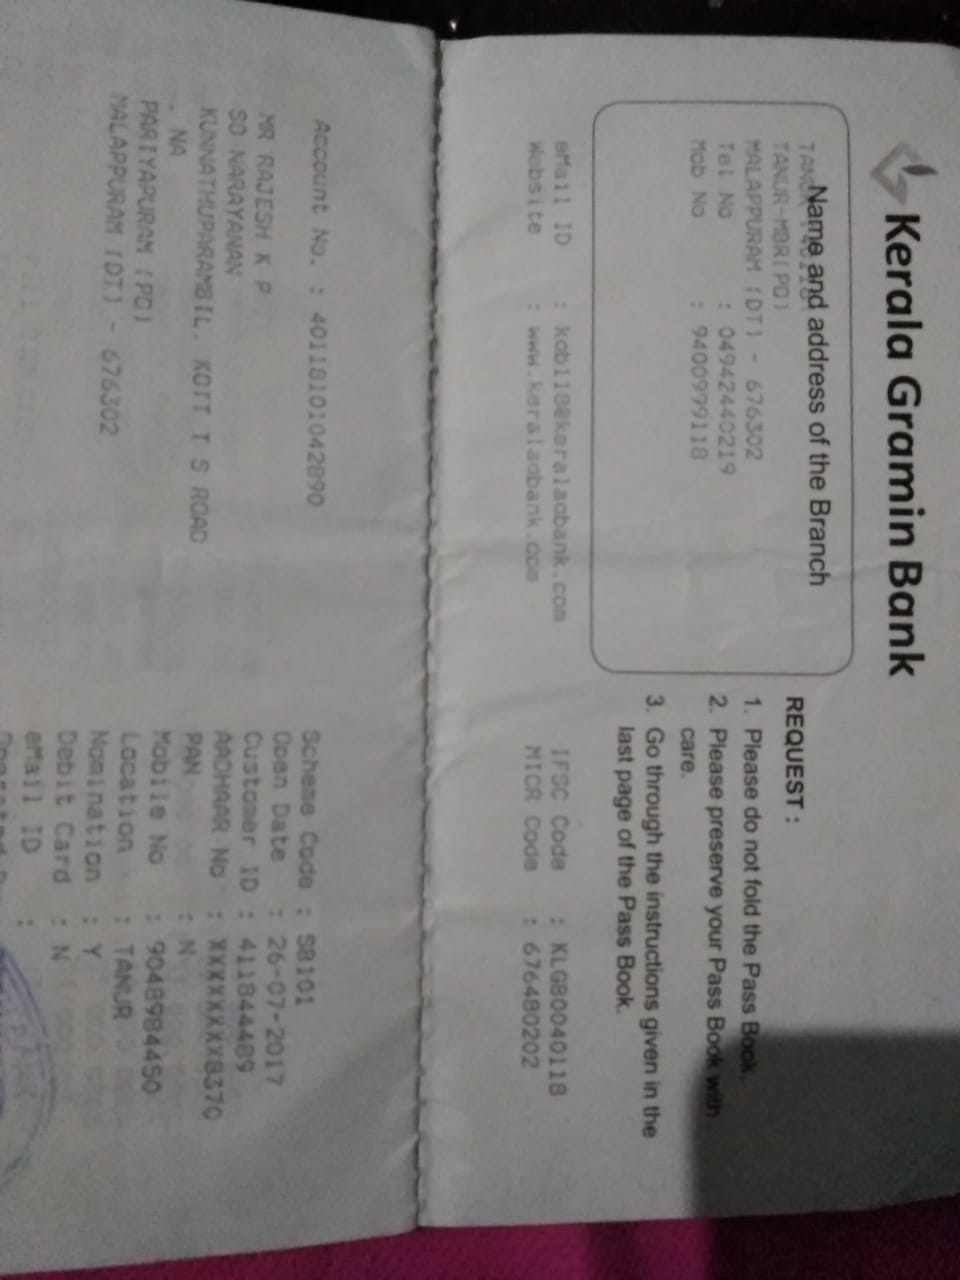 Kerala Gramin Bank
Name and address of the Branch
TANUR-MBR(PO)
MALAPPURAM (DT) - 676302
Tel No : 04942440219
Mob No : 9400999118
REQUEST :
1. Please do not fold the Pass Book.
2. Please preserve your Pass Book with
care.
3. Go through the instructions given in the
last page of the Pass Book.
eMail ID : kgb118@keralagbank.com
Website : www.keralagbank.com
IFSC Code : KLGB0040118
MICR Code : 676480202
Account No. : 40118101042890
MR RAJESH K P
SO NARAYANAN
KUNNATHUPARAMBIL. KOTT T S ROAD
. NA
PARIYAPURAM (PO)
MALAPPURAM (DT) - 676302
Scheme Code : SB101
Open Date : 26-07-2017
Customer ID : 411844489
AADHAAR No : XXXXXXXX8370
PAN : N
Mobile No : 9048984450
Location : TANUR
Nomination : Y
Debit Card : N
eMail ID :